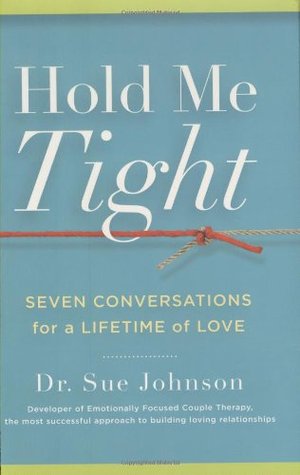 Hold Me
Tight
SEVEN CONVERSATIONS
for a LIFETIME of LOVE
Dr. Sue Johnson
Developer of Emotionally Focused Couple Therapy,
the most successful approach to building loving relationships